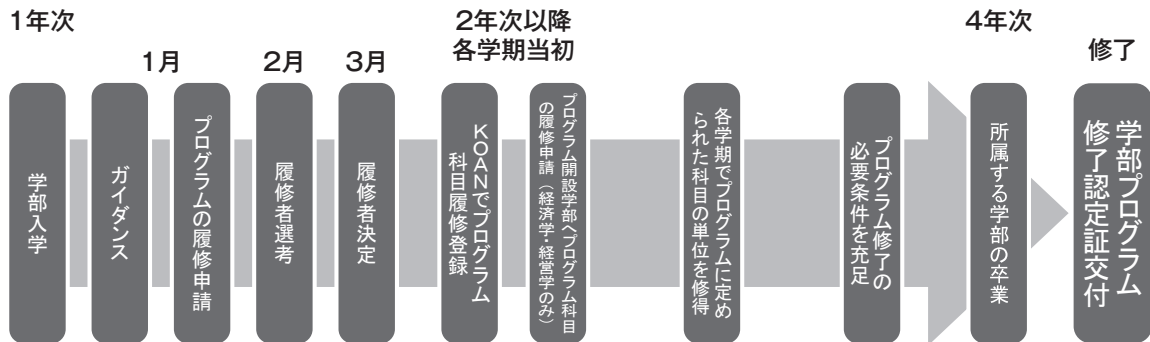 1年次
2年次以降
各学期当初
4年次
1月
2月
3月
修了
学部入学
ガイダンス
プログラムの履修申請
履修者選考
履修者決定
KOANでプログラム
科目履修登録
プログラム開設学部へプログラム科目
の履修申請（経済学・経営学のみ）
各学期でプログラムに定め
られた科目の単位を修得
プログラム修了の
必要条件を充足
所属する学部の卒業
学部プログラム
修了認定証交付